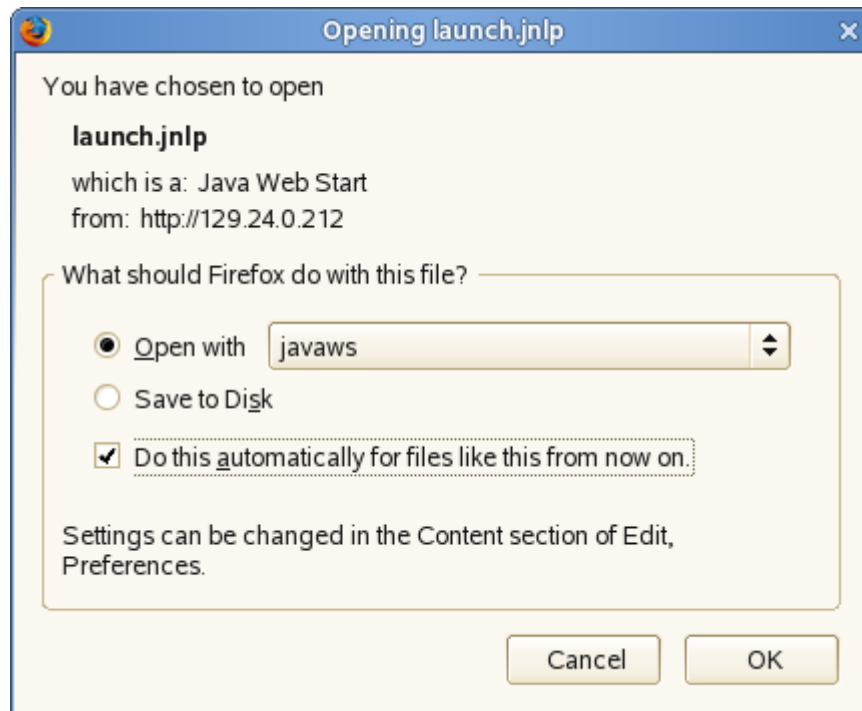 Opening launch.jnlp
You have chosen to open
launch.jnlp
which is a: Java Web Start
from: http://129.24.0.212
What should Firefox do with this file?
Open with javaws
Save to Disk
Do this automatically for files like this from now on.
Settings can be changed in the Content section of Edit,
Preferences.
Cancel OK